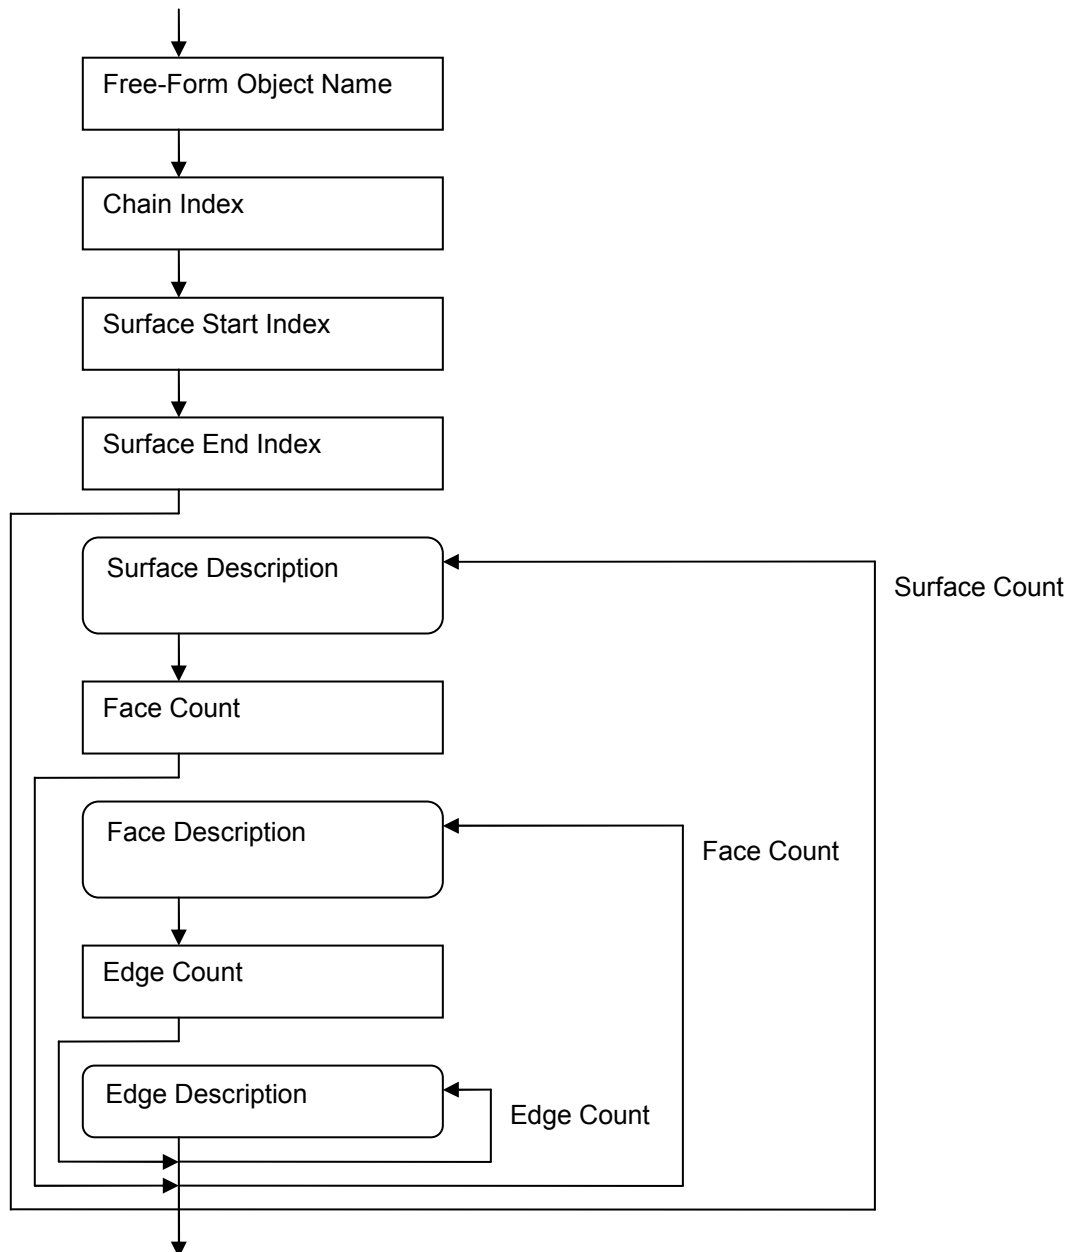 Free-Form Object Name
Chain Index
Surface Start Index
Surface End Index
Surface Description
Surface Count
Face Count
Face Description
Face Count
Edge Count
Edge Description
Edge Count